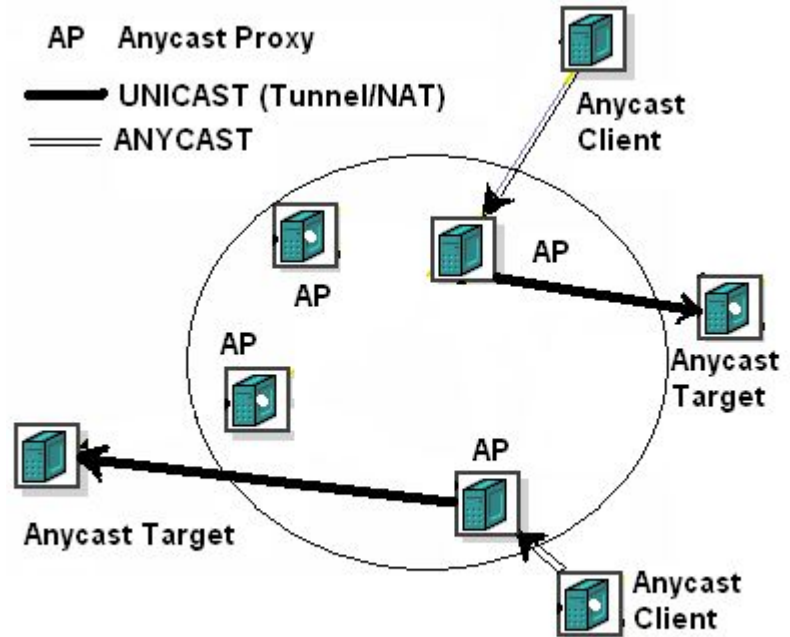 AP Anycast Proxy
UNICAST (Tunnel/NAT)
ANYCAST
Anycast
Client
AP
AP
AP
Anycast
Target
AP
Anycast Target
Anycast
Client